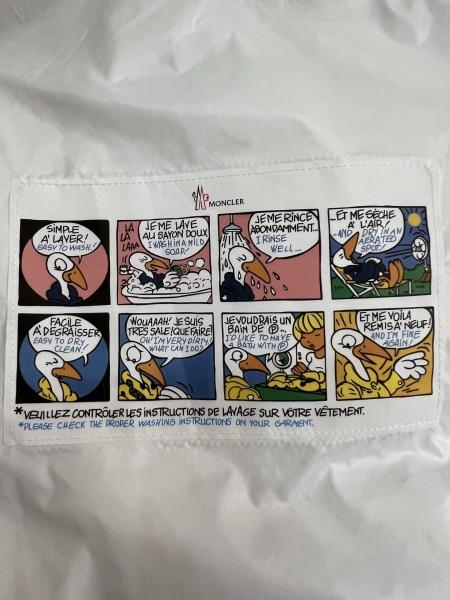 MONCLER
SIMPLE
A' LAVER!
EASY TO WASH!
LA
LA
LAAA
JE ME LAVE
AU SAVON DOUX
I WASH IN A MILD
SOAP!
JE ME RINCE
ABONDAMMENT...
I RINSE
WELL...
...ET ME SÈCHE
A' L'AIR!
-AND DRY IN AN
AERATED
SPOT!
FACILE
A' DEGRAISSER
EASY TO DRY
CLEAN!
WOUAAAH! JE SUIS
TRES SALE! QUE FAIRE?
OH! I'M VERY DIRTY,
WHAT CAN I DO?
JE VOUDRAIS UN
BAIN DE Ⓟ...
I'D LIKE TO HAVE
A BATH WITH Ⓟ
ET ME VOILA
REMIS A' NEUF!
AND I'M FINE
AGAIN!
*VEUILLEZ CONTRÔLER LES INSTRUCTIONS DE LAVAGE SUR VOTRE VÊTEMENT.
*PLEASE CHECK THE PROPER WASHING INSTRUCTIONS ON YOUR GARMENT.